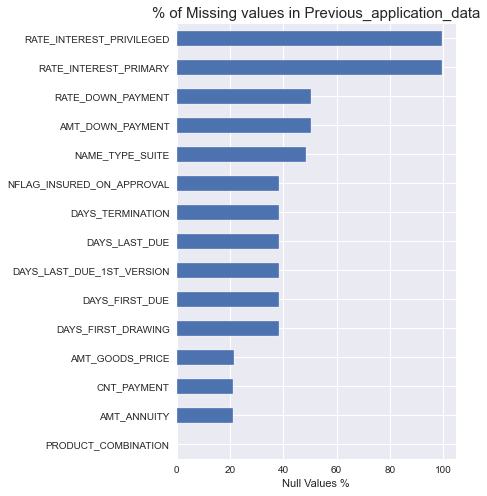 % of Missing values in Previous_application_data
RATE_INTEREST_PRIVILEGED
RATE_INTEREST_PRIMARY
RATE_DOWN_PAYMENT
AMT_DOWN_PAYMENT
NAME_TYPE_SUITE
NFLAG_INSURED_ON_APPROVAL
DAYS_TERMINATION
DAYS_LAST_DUE
DAYS_LAST_DUE_1ST_VERSION
DAYS_FIRST_DUE
DAYS_FIRST_DRAWING
AMT_GOODS_PRICE
CNT_PAYMENT
AMT_ANNUITY
PRODUCT_COMBINATION
0 20 40 60 80 100
Null Values %